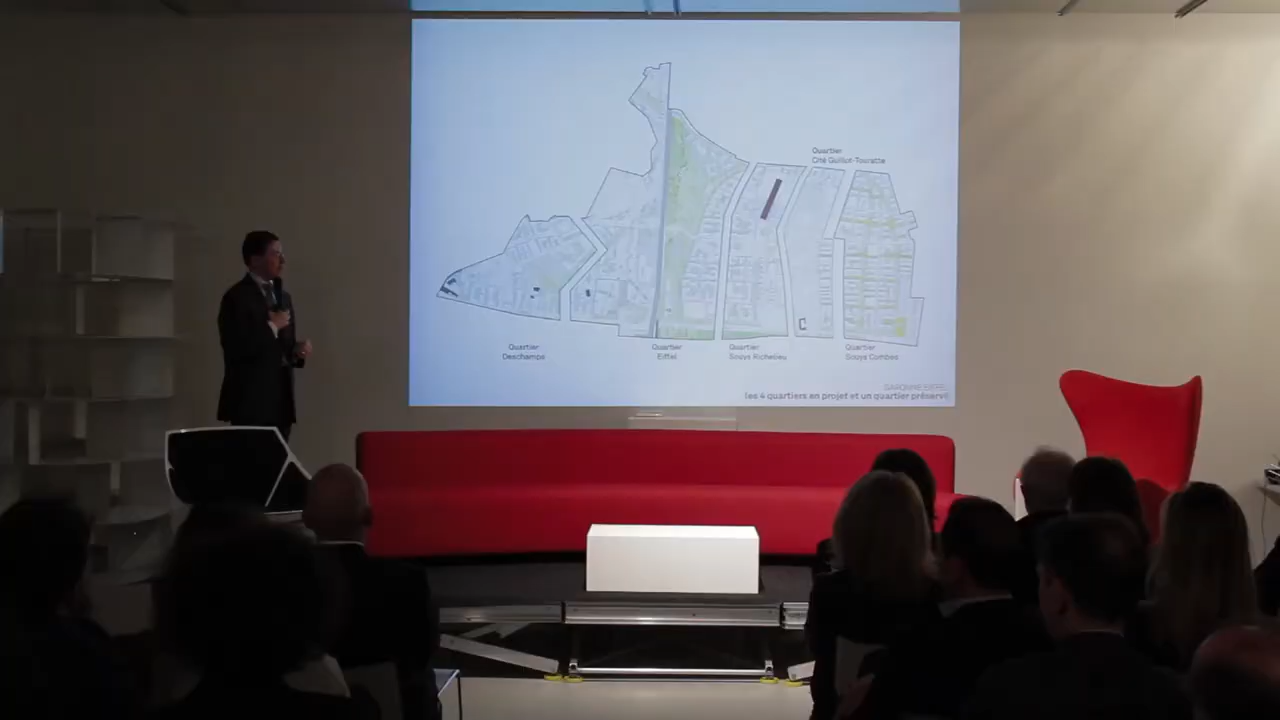 Quartier
Cité Guillot-Touratte
Quartier
Deschamps
Quartier
Eiffel
Quartier
Souys Richelieu
Quartier
Souys Combes
GARONNE EIFFEL
les 4 quartiers en projet et un quartier préservé